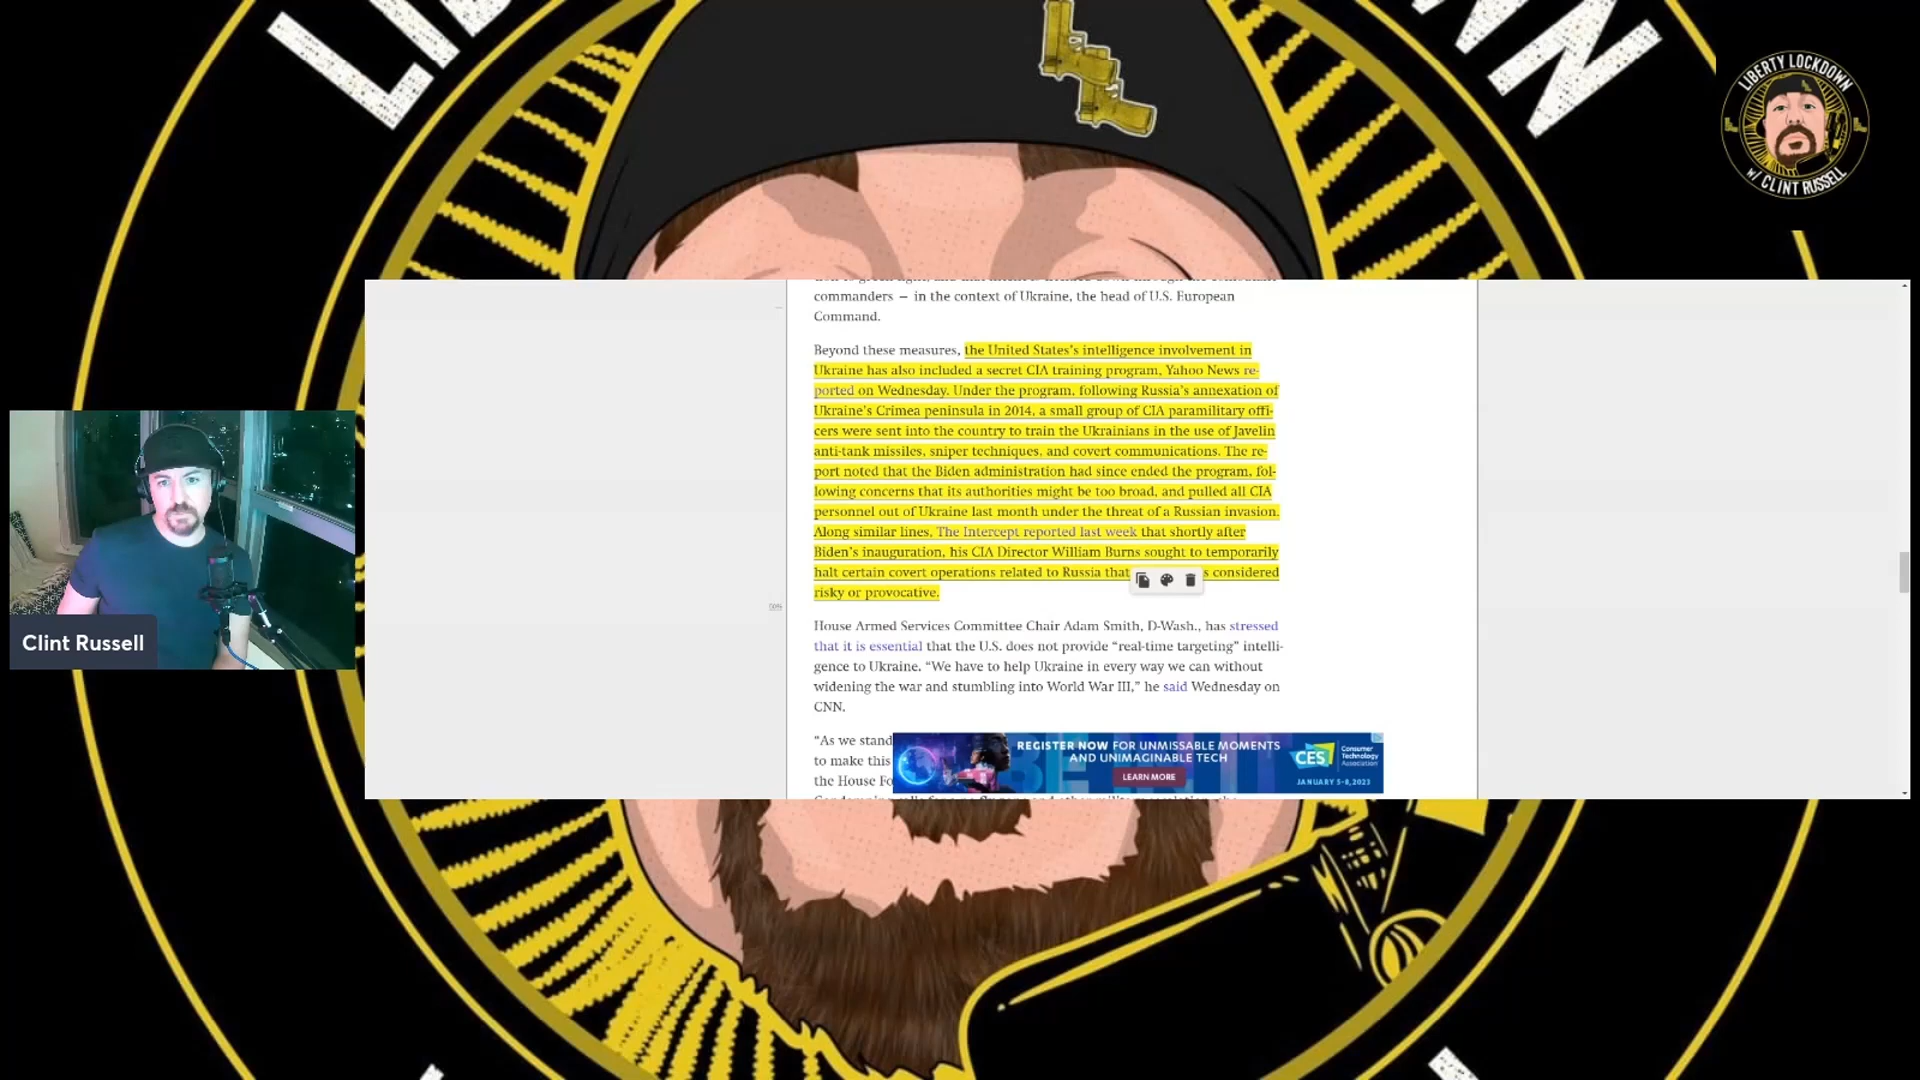 LIBERTY LOCKDOWN
W/ CLINT RUSSELL
commanders — in the context of Ukraine, the head of U.S. European
Command.
Beyond these measures, the United States's intelligence involvement in
Ukraine has also included a secret CIA training program, Yahoo News re-
ported on Wednesday. Under the program, following Russia's annexation of
Ukraine's Crimea peninsula in 2014, a small group of CIA paramilitary offi-
cers were sent into the country to train the Ukrainians in the use of Javelin
anti-tank missiles, sniper techniques, and covert communications. The re-
port noted that the Biden administration had since ended the program, fol-
lowing concerns that its authorities might be too broad, and pulled all CIA
personnel out of Ukraine last month under the threat of a Russian invasion.
Along similar lines, The Intercept reported last week that shortly after
Biden's inauguration, his CIA Director William Burns sought to temporarily
halt certain covert operations related to Russia that s considered
risky or provocative.
50%
House Armed Services Committee Chair Adam Smith, D-Wash., has stressed
that it is essential that the U.S. does not provide “real-time targeting” intelli-
gence to Ukraine. “We have to help Ukraine in every way we can without
widening the war and stumbling into World War III,” he said Wednesday on
CNN.
“As we stand
to make this
the House Fo
REGISTER NOW FOR UNMISSABLE MOMENTS
AND UNIMAGINABLE TECH
LEARN MORE
CES
Consumer
Technology
Association
JANUARY 5-8, 2023
Clint Russell